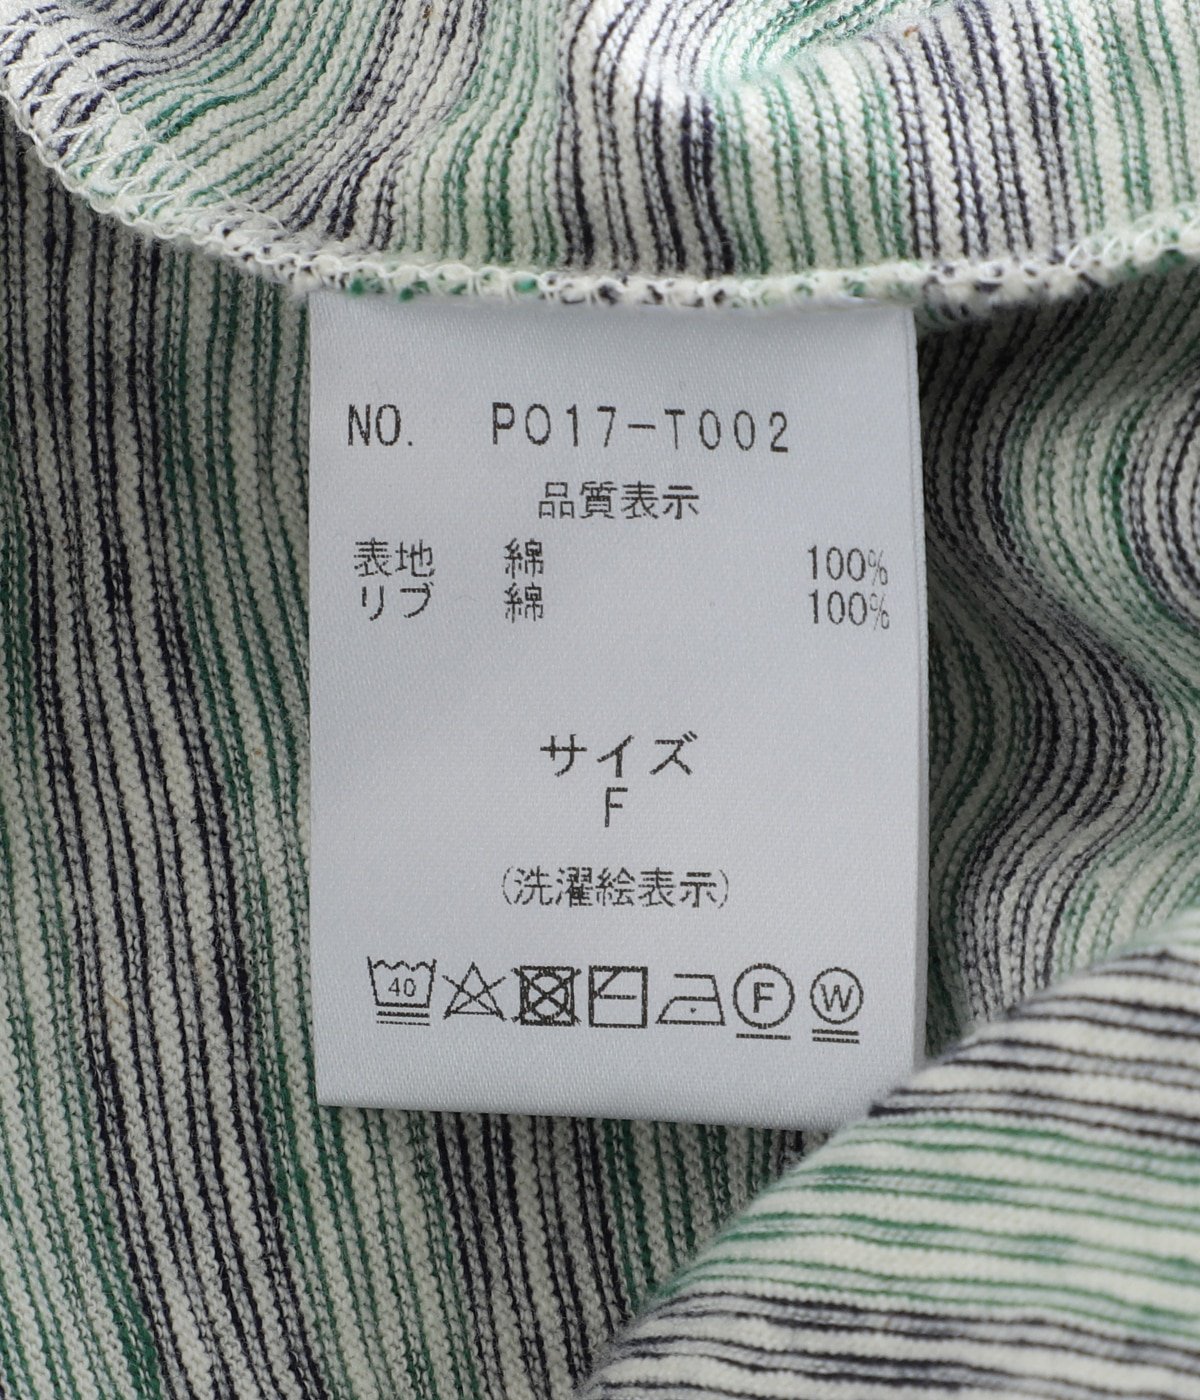 NO. PO17-T002
品質表示
表地 綿 100%
リブ 綿 100%
サイズ
F
(洗濯絵表示)
40 F W